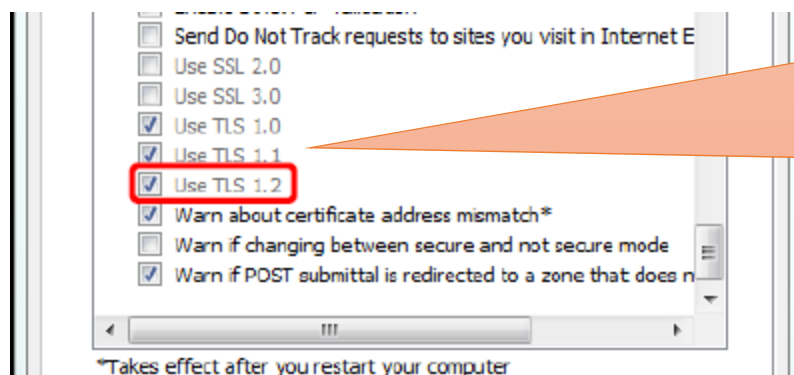 Send Do Not Track requests to sites you visit in Internet E
Use SSL 2.0
Use SSL 3.0
Use TLS 1.0
Use TLS 1.1
Use TLS 1.2
Warn about certificate address mismatch*
Warn if changing between secure and not secure mode
Warn if POST submittal is redirected to a zone that does n
*Takes effect after you restart your computer